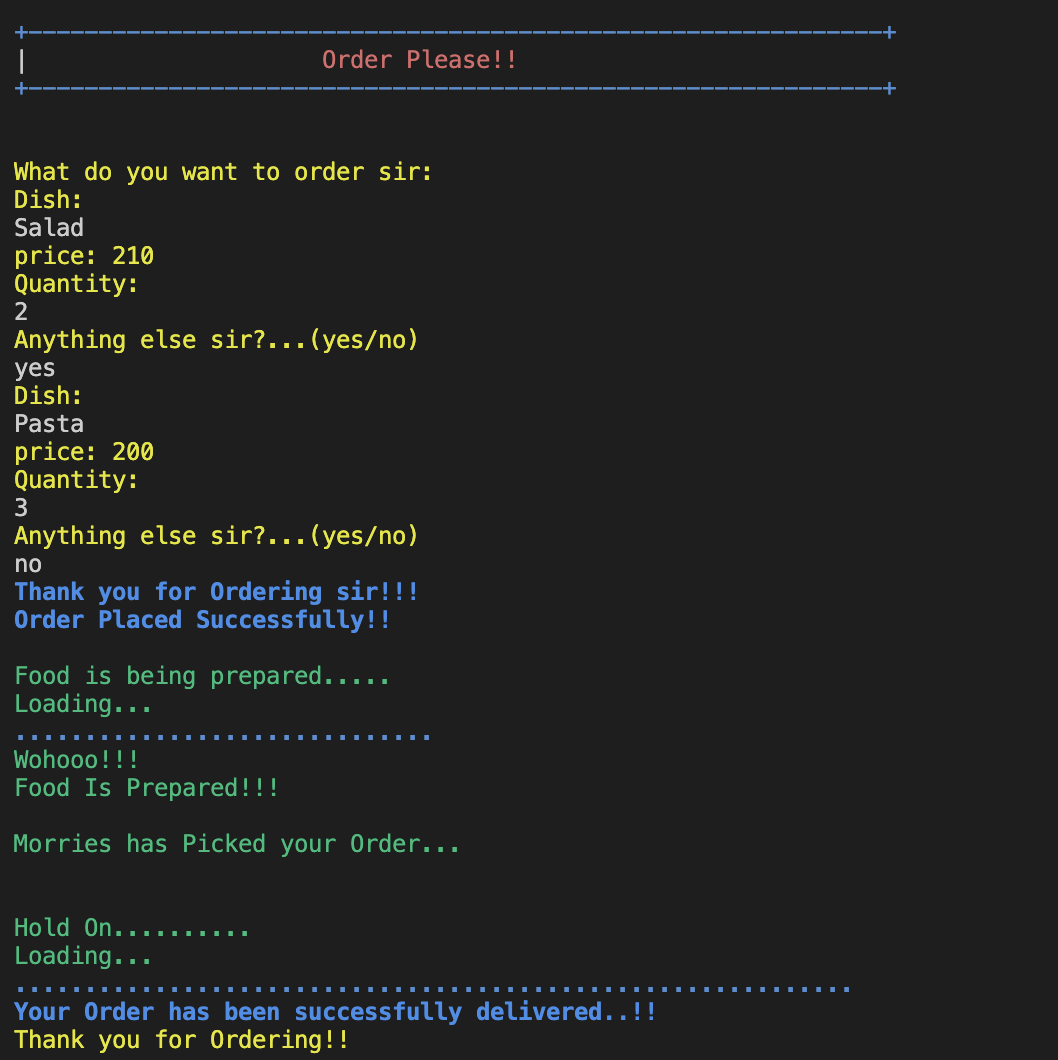 +-------------------------------------------------------------+
| Order Please!!
+-------------------------------------------------------------+
What do you want to order sir:
Dish:
Salad
price: 210
Quantity:
2
Anything else sir?...(yes/no)
yes
Dish:
Pasta
price: 200
Quantity:
3
Anything else sir?...(yes/no)
no
Thank you for Ordering sir!!!
Order Placed Successfully!!
Food is being prepared.....
Loading...
..............................
Wohooo!!!
Food Is Prepared!!!
Morries has Picked your Order...
Hold On..........
Loading...
............................................................
Your Order has been successfully delivered..!!
Thank you for Ordering!!